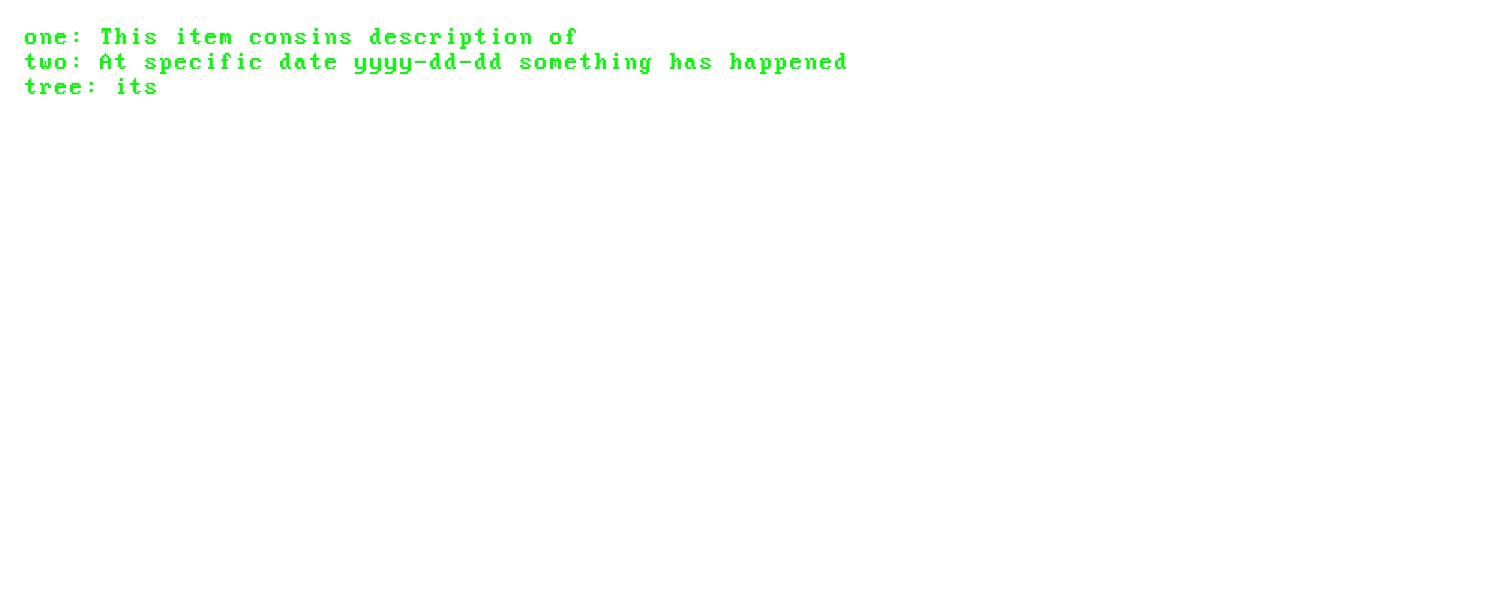 one: This item consins description of
two: At specific date yyyy-dd-dd something has happened
tree: its